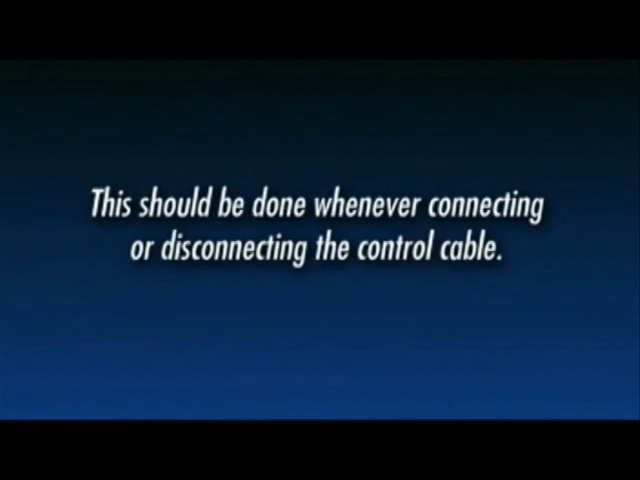 This should be done whenever connecting
or disconnecting the control cable.